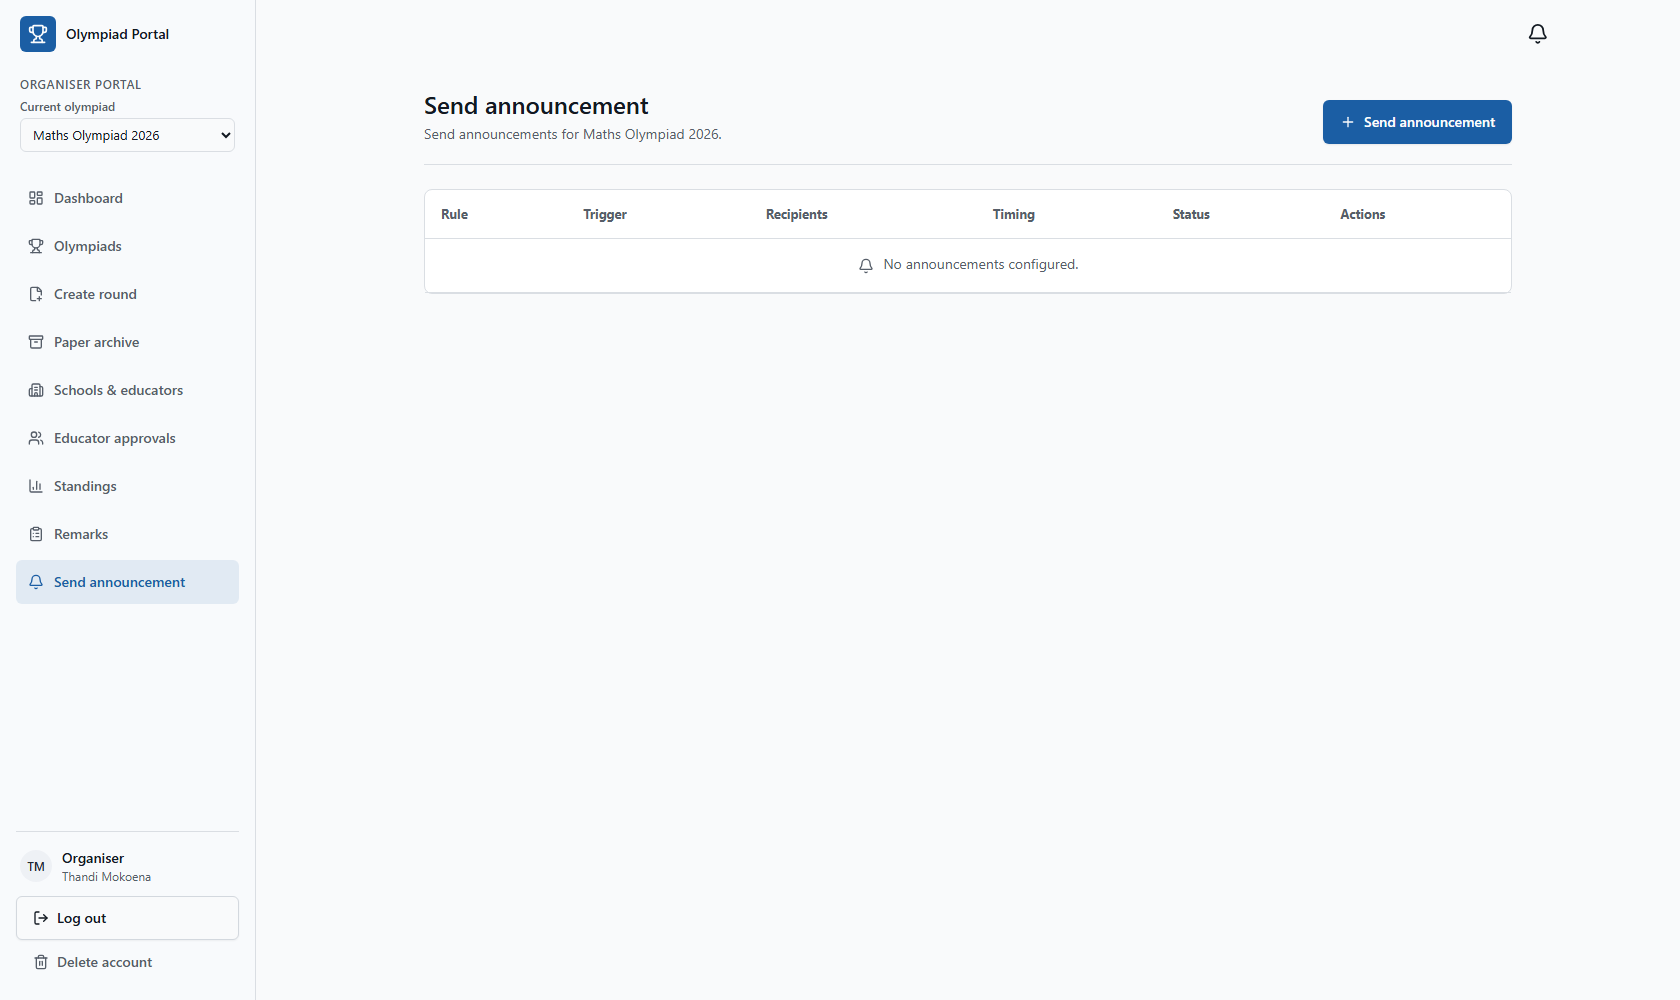 Olympiad Portal
ORGANISER PORTAL
Current olympiad
Maths Olympiad 2026
Dashboard
Olympiads
Create round
Paper archive
Schools & educators
Educator approvals
Standings
Remarks
Send announcement
TM
Organiser
Thandi Mokoena
Log out
Delete account
Send announcement
Send announcements for Maths Olympiad 2026.
Send announcement
Rule Trigger Recipients Timing Status Actions
No announcements configured.